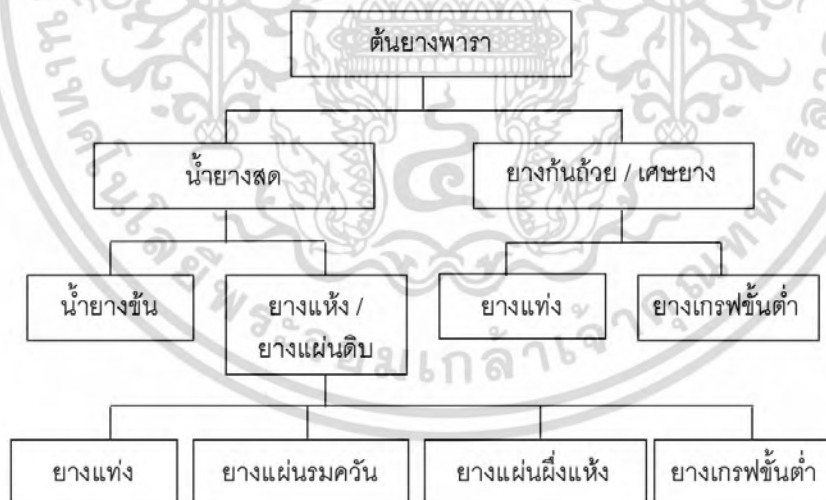 ต้นยางพารา
น้ำยางสด
ยางก้นถ้วย / เศษยาง
น้ำยางข้น
ยางแห้ง /
ยางแผ่นดิบ
ยางแท่ง
ยางเกรฟขั้นต่ำ
ยางแท่ง
ยางแผ่นรมควัน
ยางแผ่นผึ่งแห้ง
ยางเกรฟขั้นต่ำ